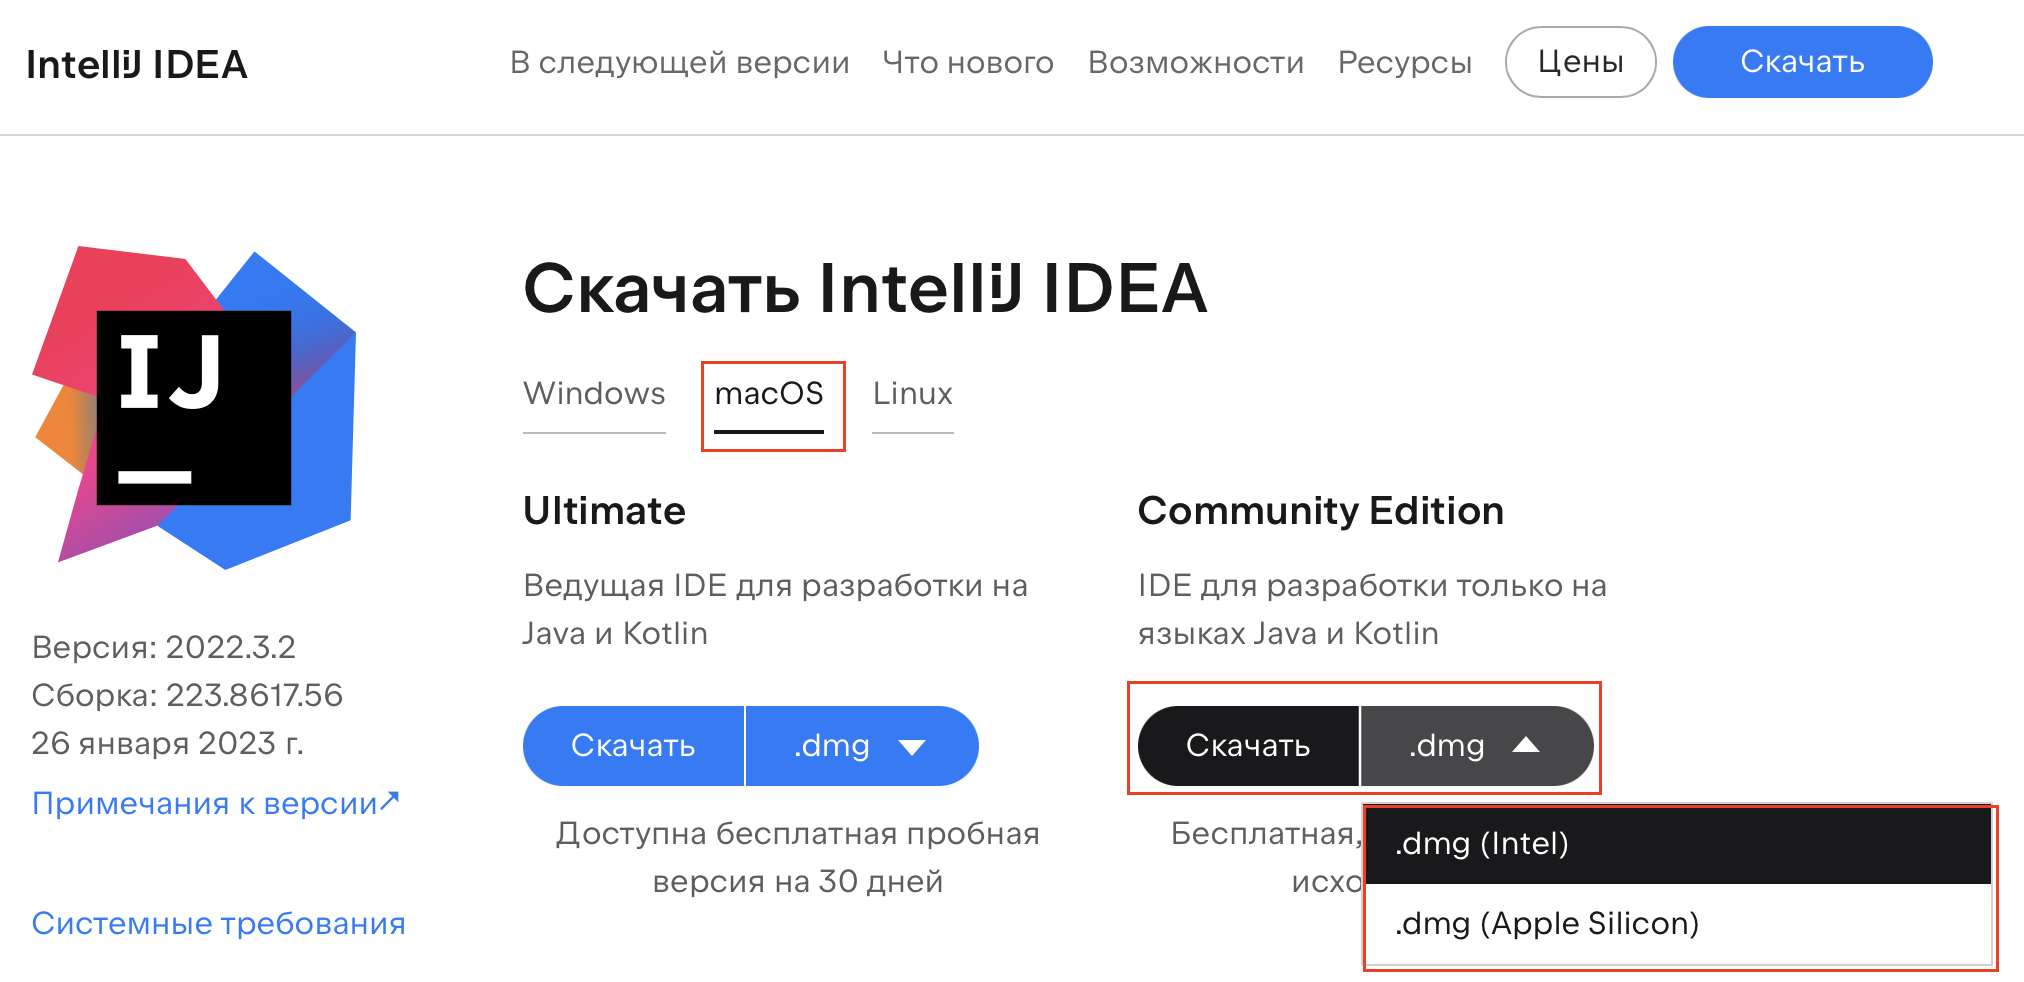 IntelliJ IDEA
В следующей версии Что нового Возможности Ресурсы Цены Скачать
IJ
Скачать IntelliJ IDEA
Windows macOS Linux
Ultimate
Ведущая IDE для разработки на
Java и Kotlin
Скачать .dmg
Доступна бесплатная пробная
версия на 30 дней
Community Edition
IDE для разработки только на
языках Java и Kotlin
Скачать .dmg
Бесплатная,
.dmg (Intel)
.dmg (Apple Silicon)
Версия: 2022.3.2
Сборка: 223.8617.56
26 января 2023 г.
Примечания к версии↗
Системные требования